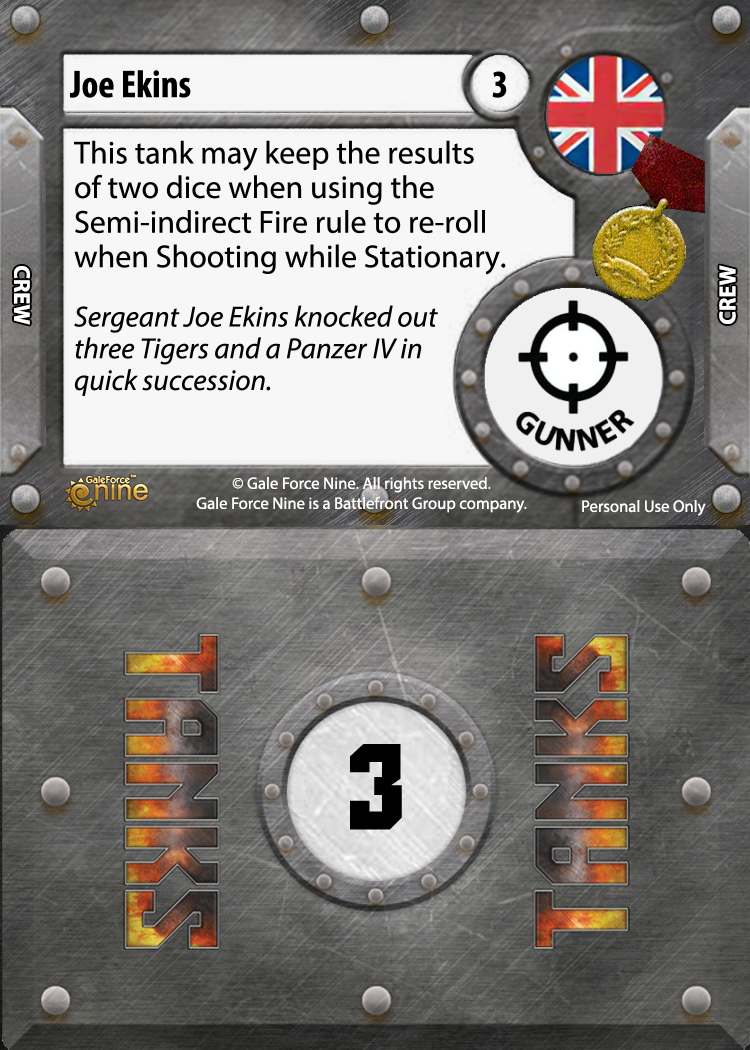 Joe Ekins
3
This tank may keep the results
of two dice when using the
Semi-indirect Fire rule to re-roll
when Shooting while Stationary.
Sergeant Joe Ekins knocked out
three Tigers and a Panzer IV in
quick succession.
CREW
CREW
GUNNER
GaleForce™
nine
© Gale Force Nine. All rights reserved.
Gale Force Nine is a Battlefront Group company.
Personal Use Only
TANKS
3
TANKS